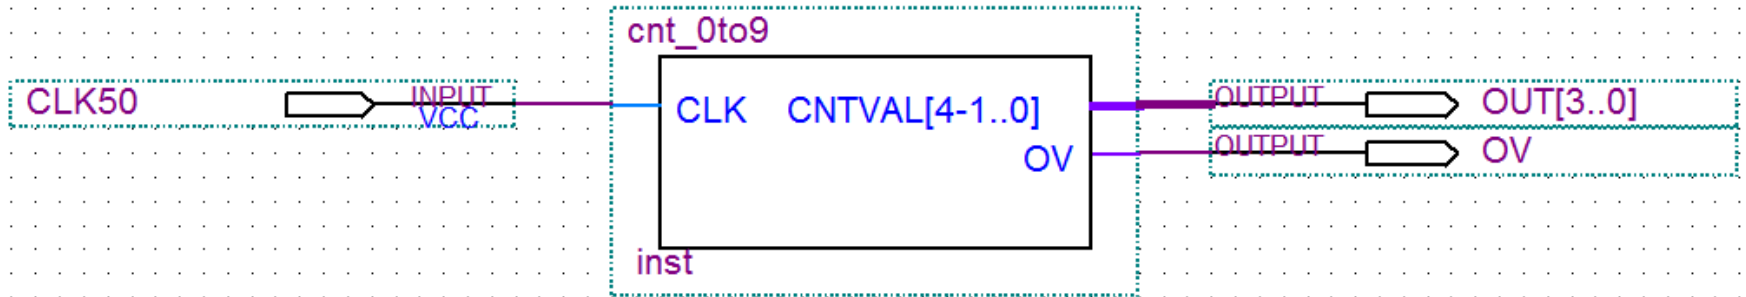 cnt_0to9
CLK50
INPUT
VCC
CLK
CNTVAL[4-1..0]
OUTPUT
OUT[3..0]
OV
OUTPUT
OV
inst